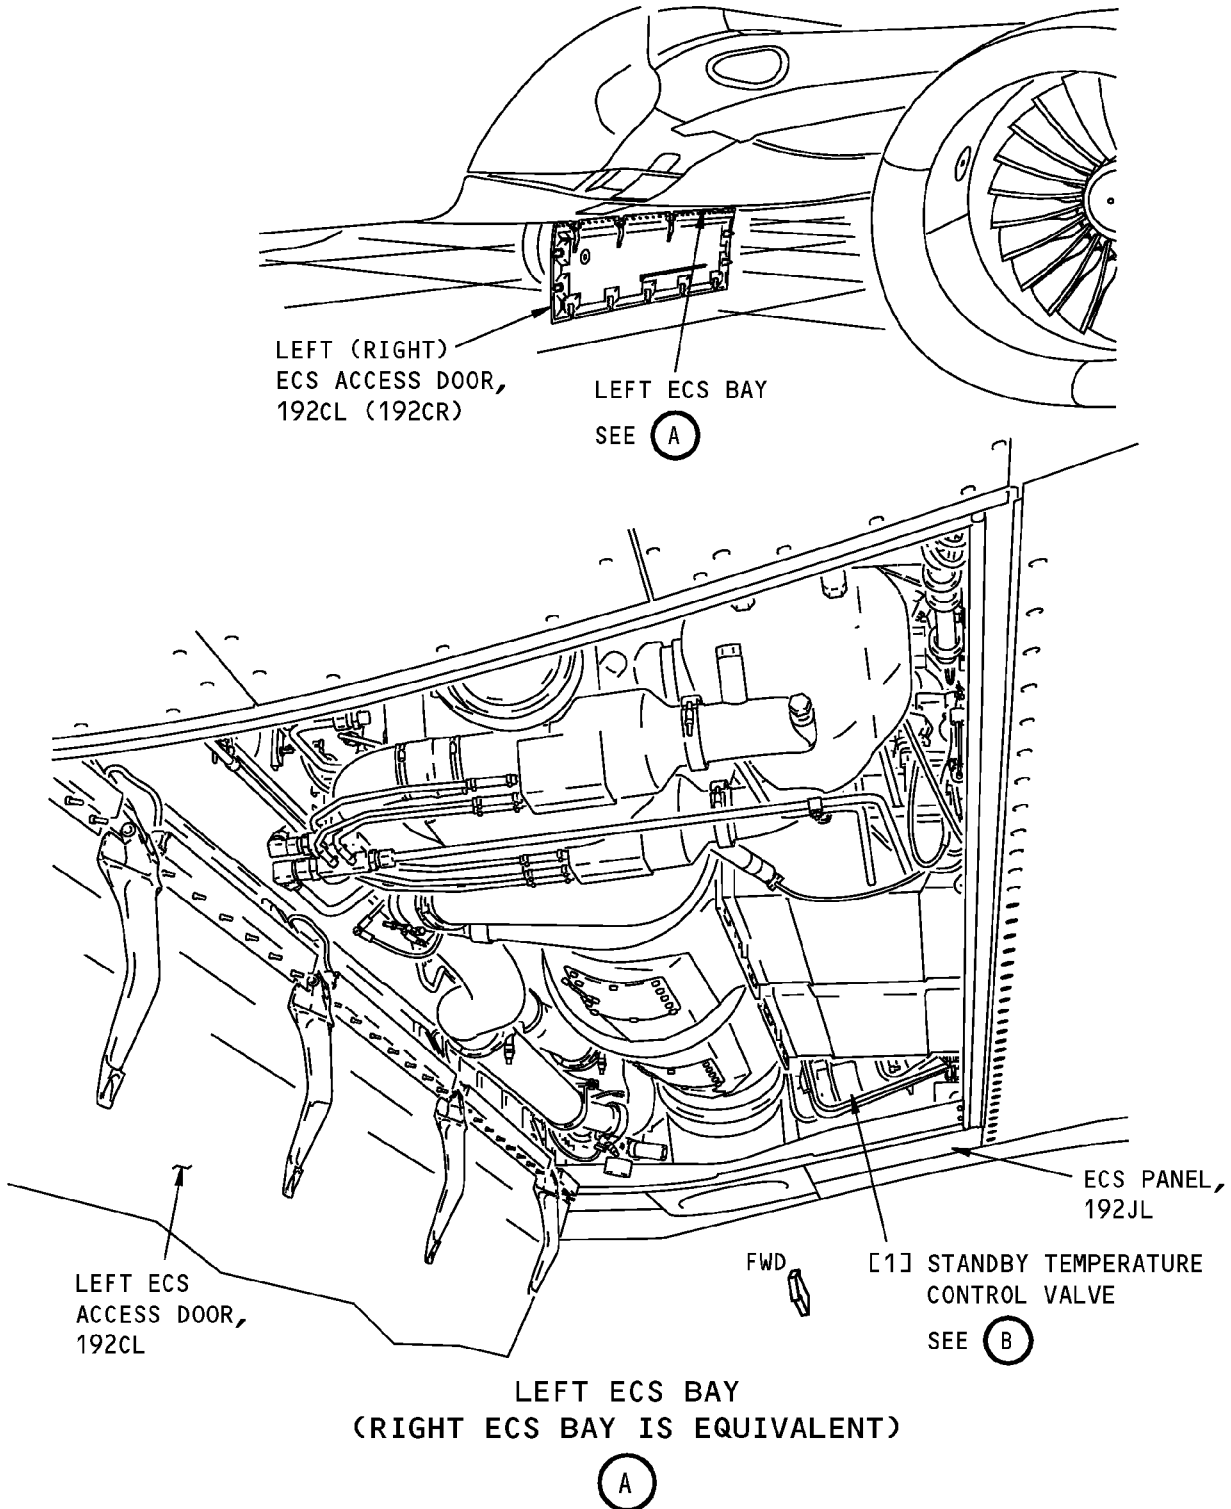 LEFT (RIGHT)
ECS ACCESS DOOR,
192CL (192CR)
LEFT ECS BAY
SEE A
ECS PANEL,
192JL
FWD
[1] STANDBY TEMPERATURE
CONTROL VALVE
SEE B
LEFT ECS
ACCESS DOOR,
192CL
LEFT ECS BAY
(RIGHT ECS BAY IS EQUIVALENT)
A